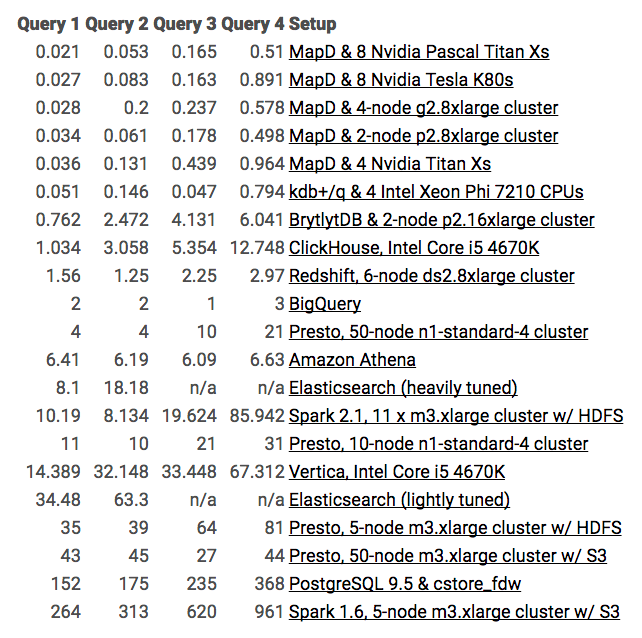 Query 1 Query 2 Query 3 Query 4 Setup
0.021 0.053 0.165 0.51 MapD & 8 Nvidia Pascal Titan Xs
0.027 0.083 0.163 0.891 MapD & 8 Nvidia Tesla K80s
0.028 0.2 0.237 0.578 MapD & 4-node g2.8xlarge cluster
0.034 0.061 0.178 0.498 MapD & 2-node p2.8xlarge cluster
0.036 0.131 0.439 0.964 MapD & 4 Nvidia Titan Xs
0.051 0.146 0.047 0.794 kdb+/q & 4 Intel Xeon Phi 7210 CPUs
0.762 2.472 4.131 6.041 BrytlytDB & 2-node p2.16xlarge cluster
1.034 3.058 5.354 12.748 ClickHouse, Intel Core i5 4670K
1.56 1.25 2.25 2.97 Redshift, 6-node ds2.8xlarge cluster
2 2 1 3 BigQuery
4 4 10 21 Presto, 50-node n1-standard-4 cluster
6.41 6.19 6.09 6.63 Amazon Athena
8.1 18.18 n/a n/a Elasticsearch (heavily tuned)
10.19 8.134 19.624 85.942 Spark 2.1, 11 x m3.xlarge cluster w/ HDFS
11 10 21 31 Presto, 10-node n1-standard-4 cluster
14.389 32.148 33.448 67.312 Vertica, Intel Core i5 4670K
34.48 63.3 n/a n/a Elasticsearch (lightly tuned)
35 39 64 81 Presto, 5-node m3.xlarge cluster w/ HDFS
43 45 27 44 Presto, 50-node m3.xlarge cluster w/ S3
152 175 235 368 PostgreSQL 9.5 & cstore_fdw
264 313 620 961 Spark 1.6, 5-node m3.xlarge cluster w/ S3